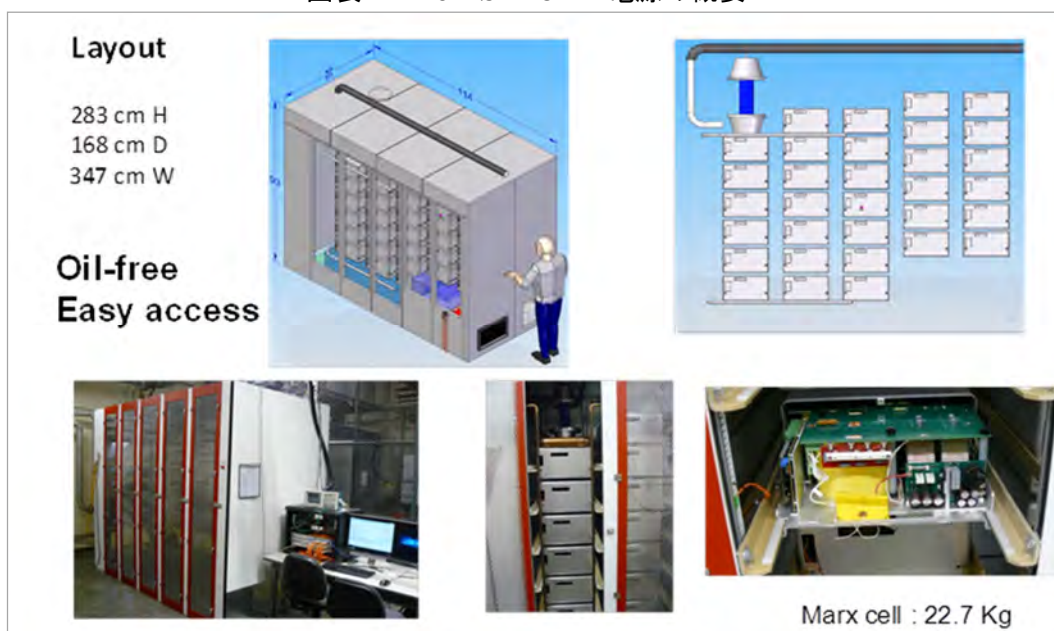 Layout
283 cm H
168 cm D
347 cm W
Oil-free
Easy access
Marx cell : 22.7 Kg